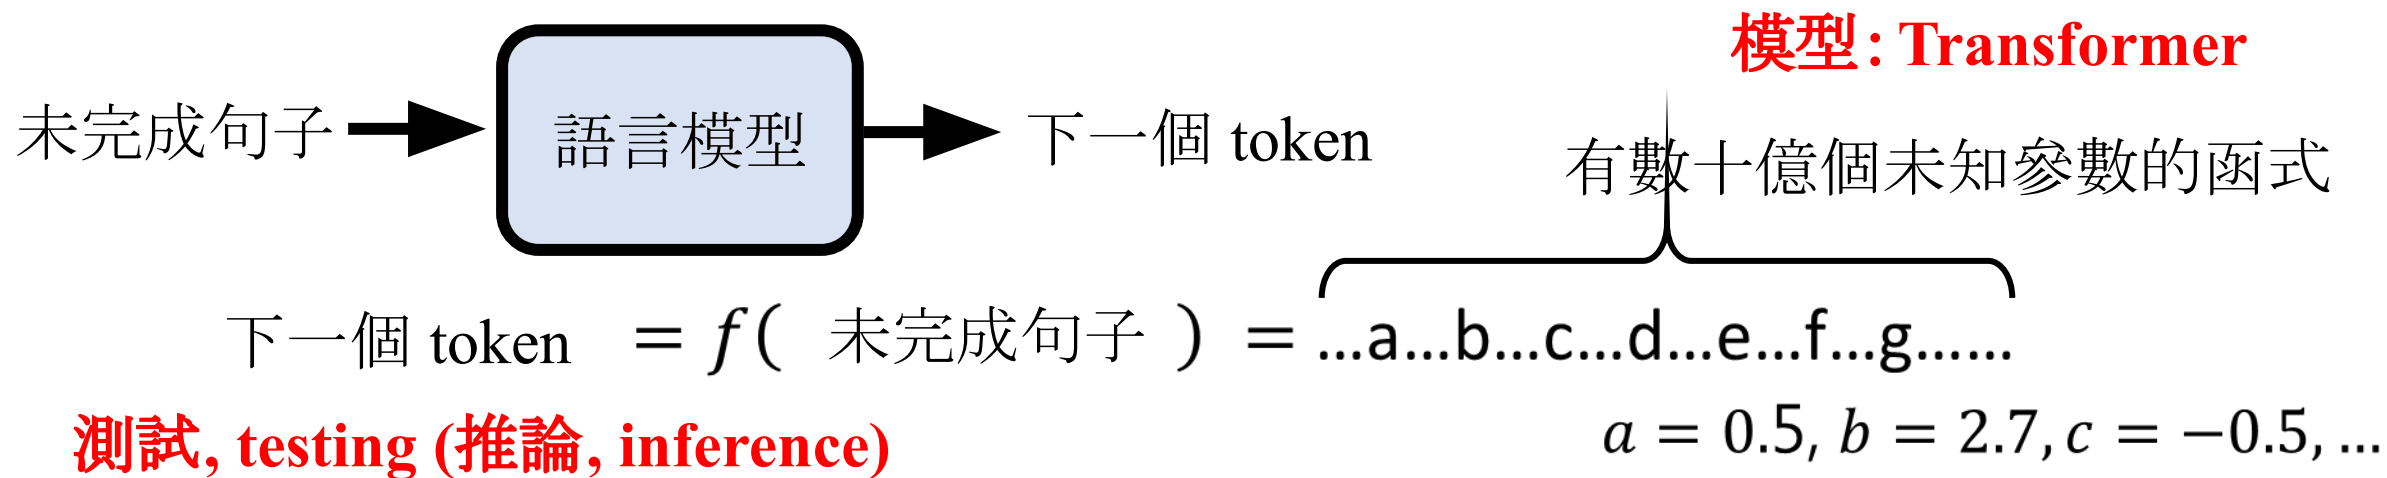 模型: Transformer
未完成句子
語言模型
下一個 token
有數十億個未知參數的函式
下一個 token = f( 未完成句子 ) = ...a...b...c...d...e...f...g......
測試, testing (推論, inference)
a = 0.5, b = 2.7, c = −0.5, ...